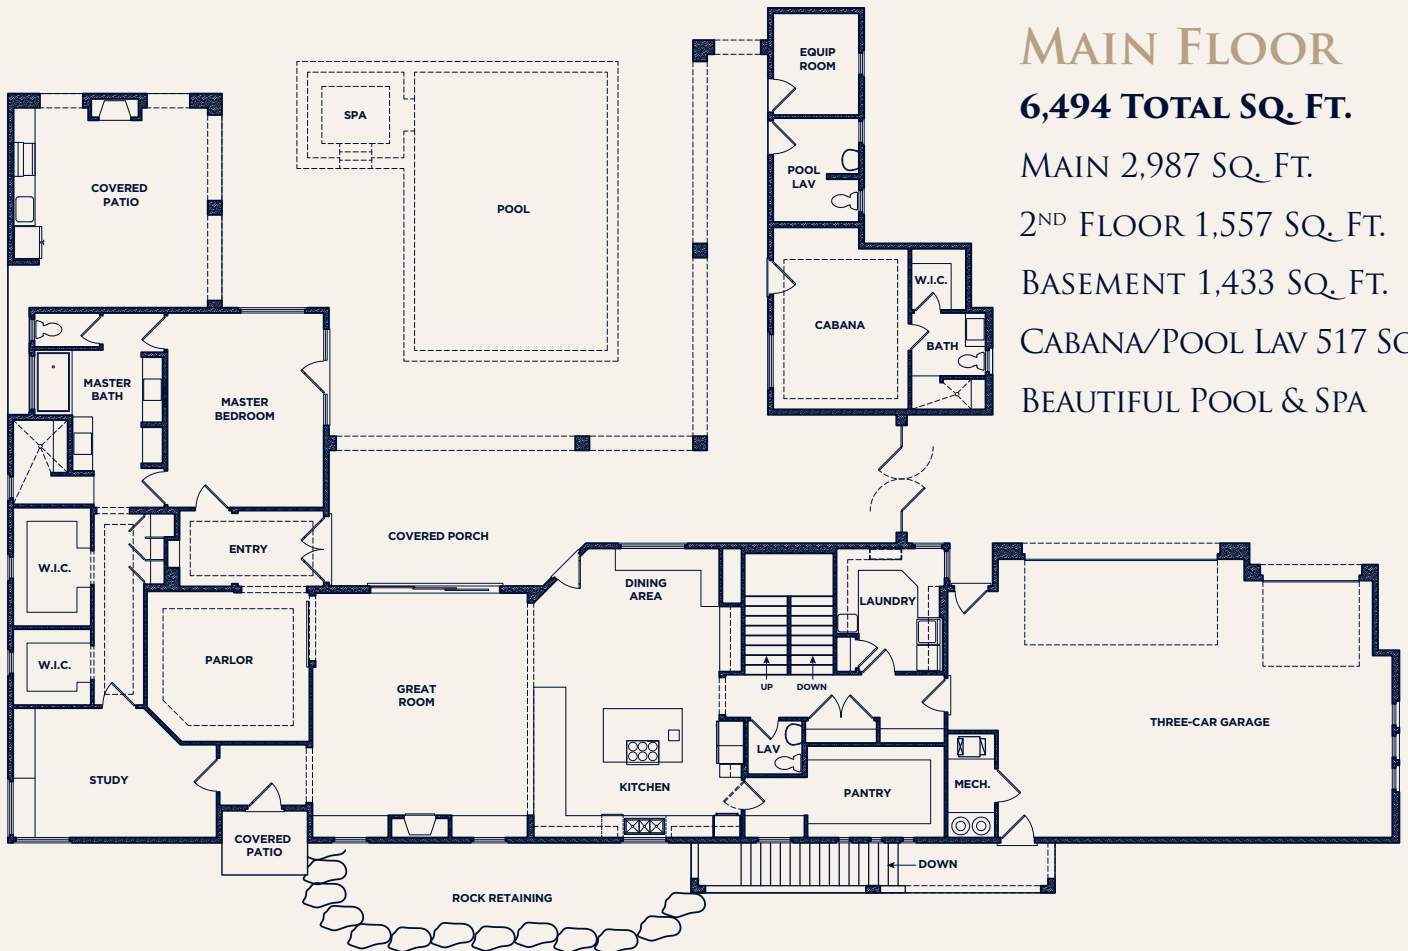 MAIN FLOOR
6,494 TOTAL SQ. FT.
MAIN 2,987 SQ. FT.
2ND FLOOR 1,557 SQ. FT.
BASEMENT 1,433 SQ. FT.
CABANA/POOL LAV 517 SQ
BEAUTIFUL POOL & SPA
EQUIP
ROOM
SPA
POOL
LAV
COVERED
PATIO
POOL
W.I.C.
CABANA
BATH
MASTER
BATH
MASTER
BEDROOM
COVERED PORCH
ENTRY
W.I.C.
DINING
AREA
LAUNDRY
W.I.C.
PARLOR
GREAT
ROOM
UP
DOWN
THREE-CAR GARAGE
LAV
STUDY
KITCHEN
PANTRY
MECH.
COVERED
PATIO
DOWN
ROCK RETAINING